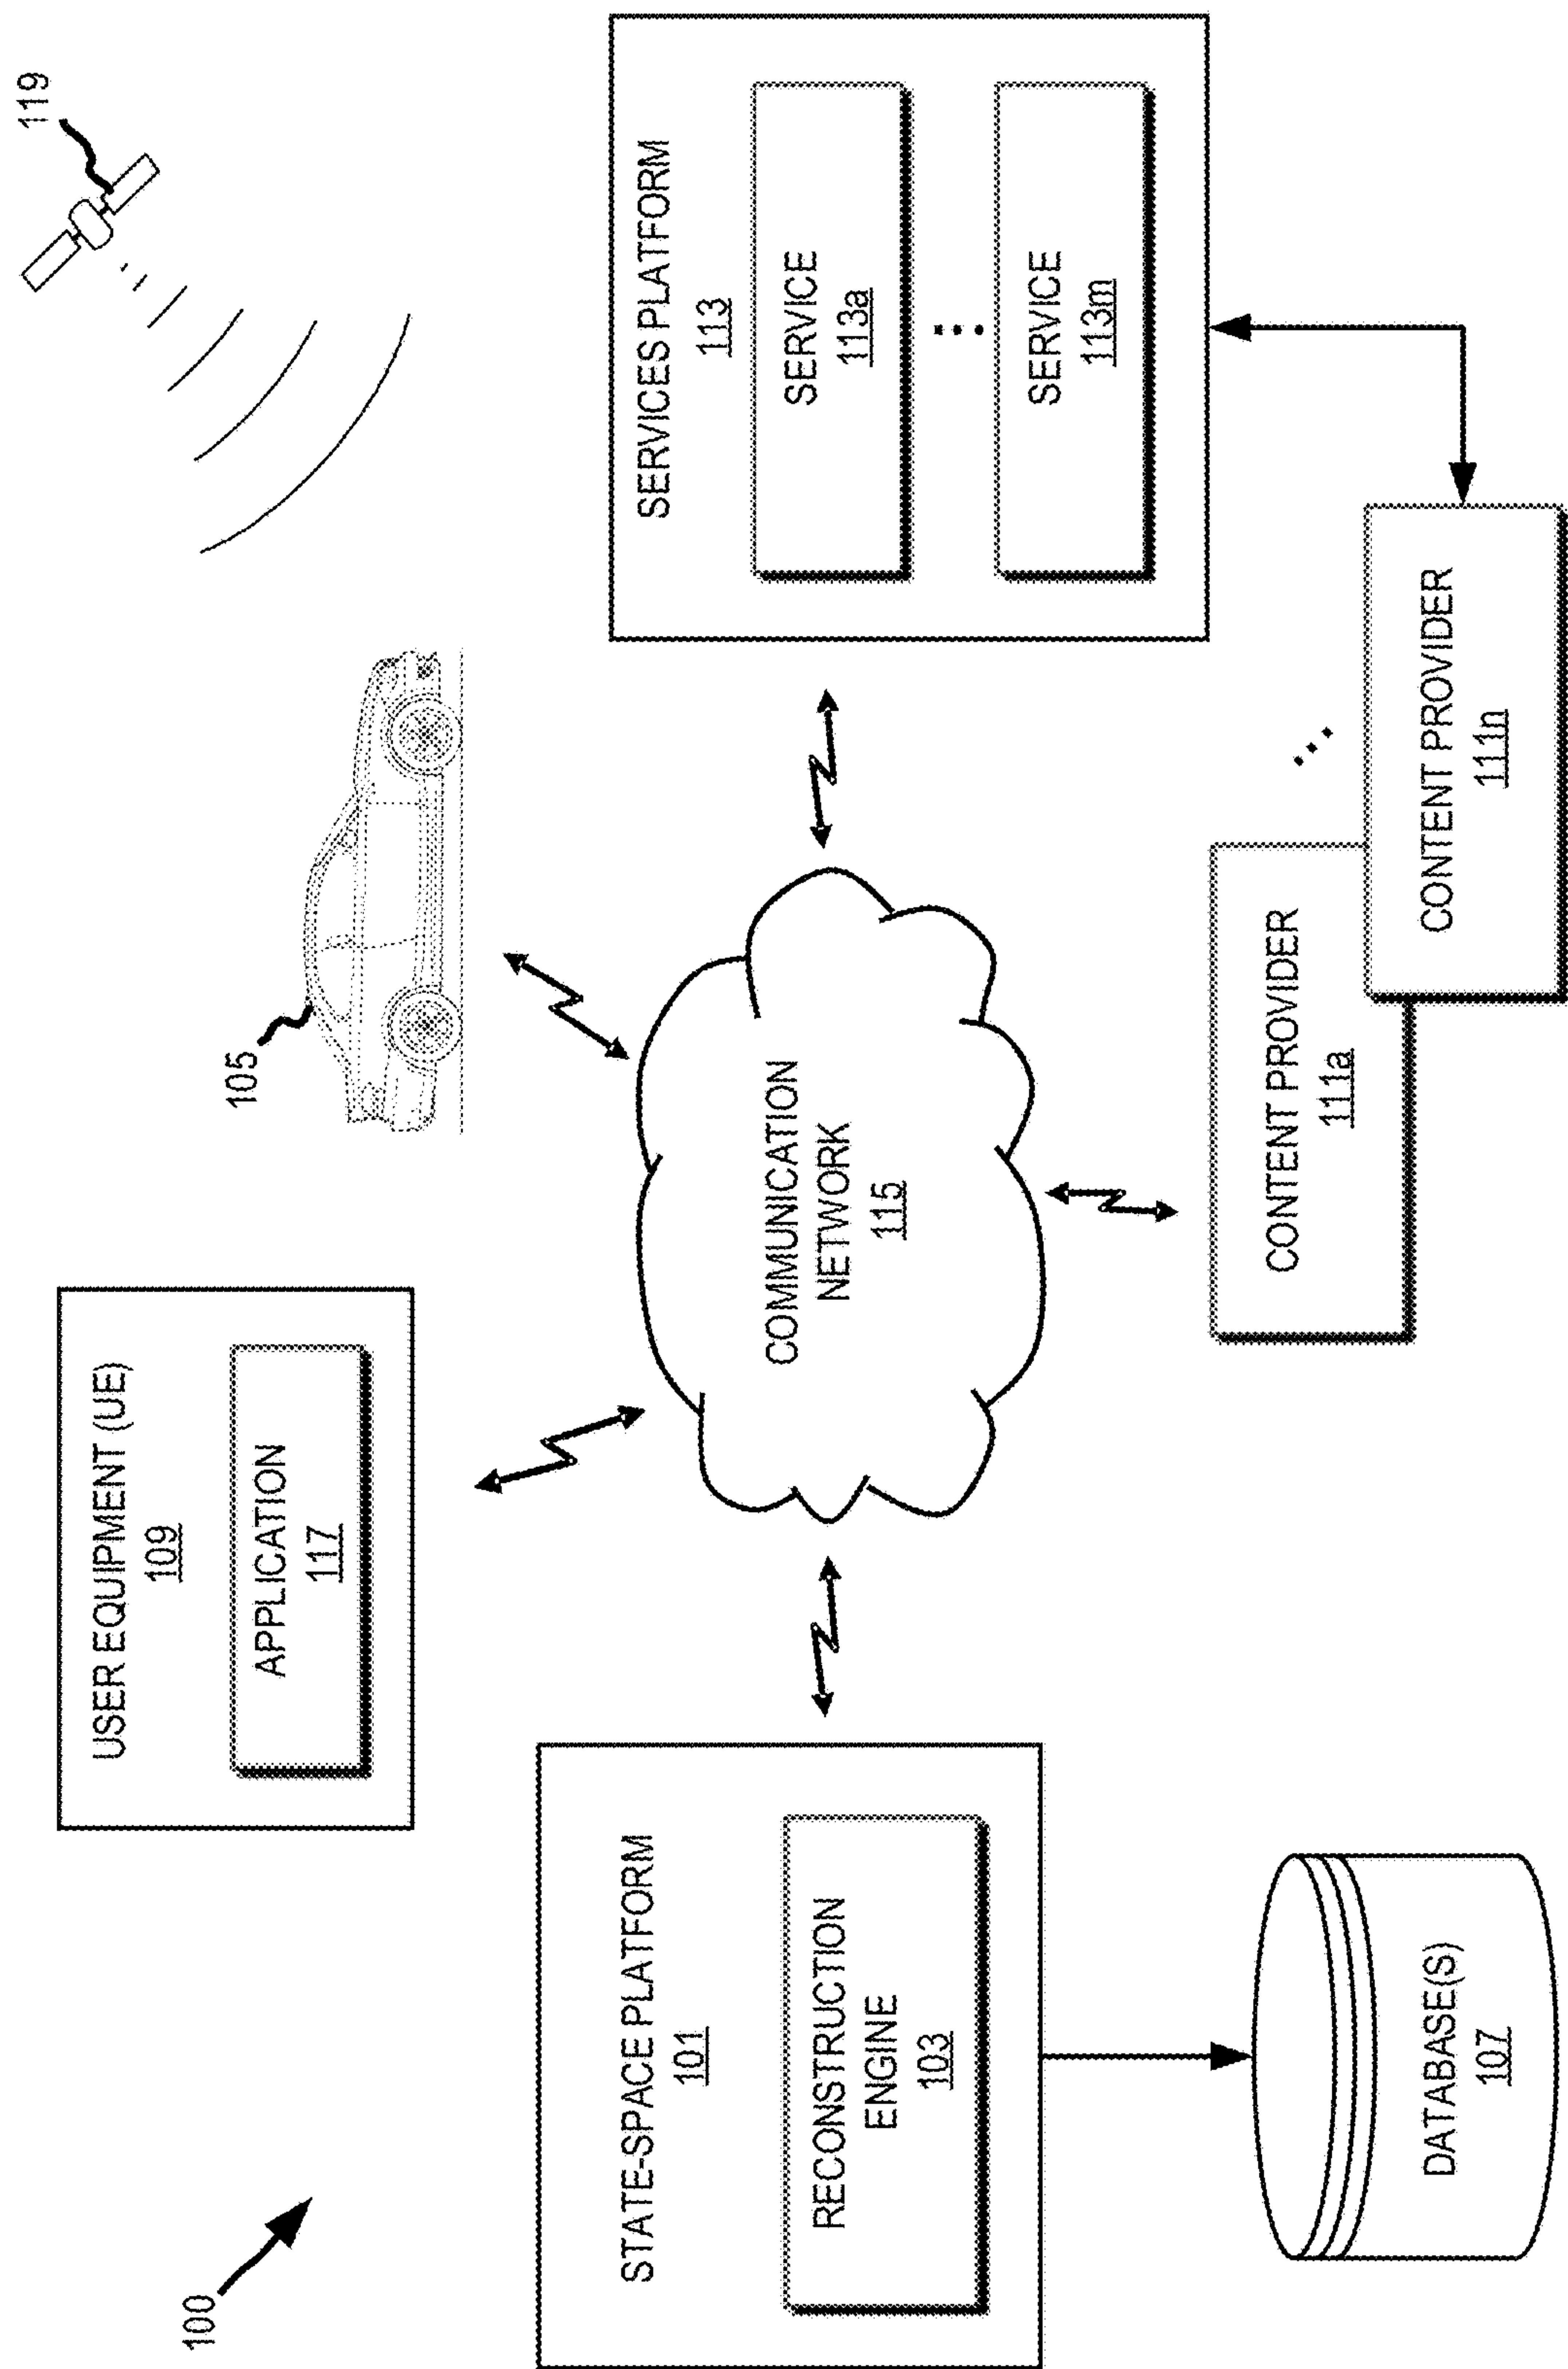 100
USER EQUIPMENT (UE)
109
APPLICATION
117
105
119
STATE-SPACE PLATFORM
101
RECONSTRUCTION
ENGINE
103
COMMUNICATION
NETWORK
115
SERVICES PLATFORM
113
SERVICE
113a
SERVICE
113m
DATABASE(S)
107
CONTENT PROVIDER
111a
CONTENT PROVIDER
111n